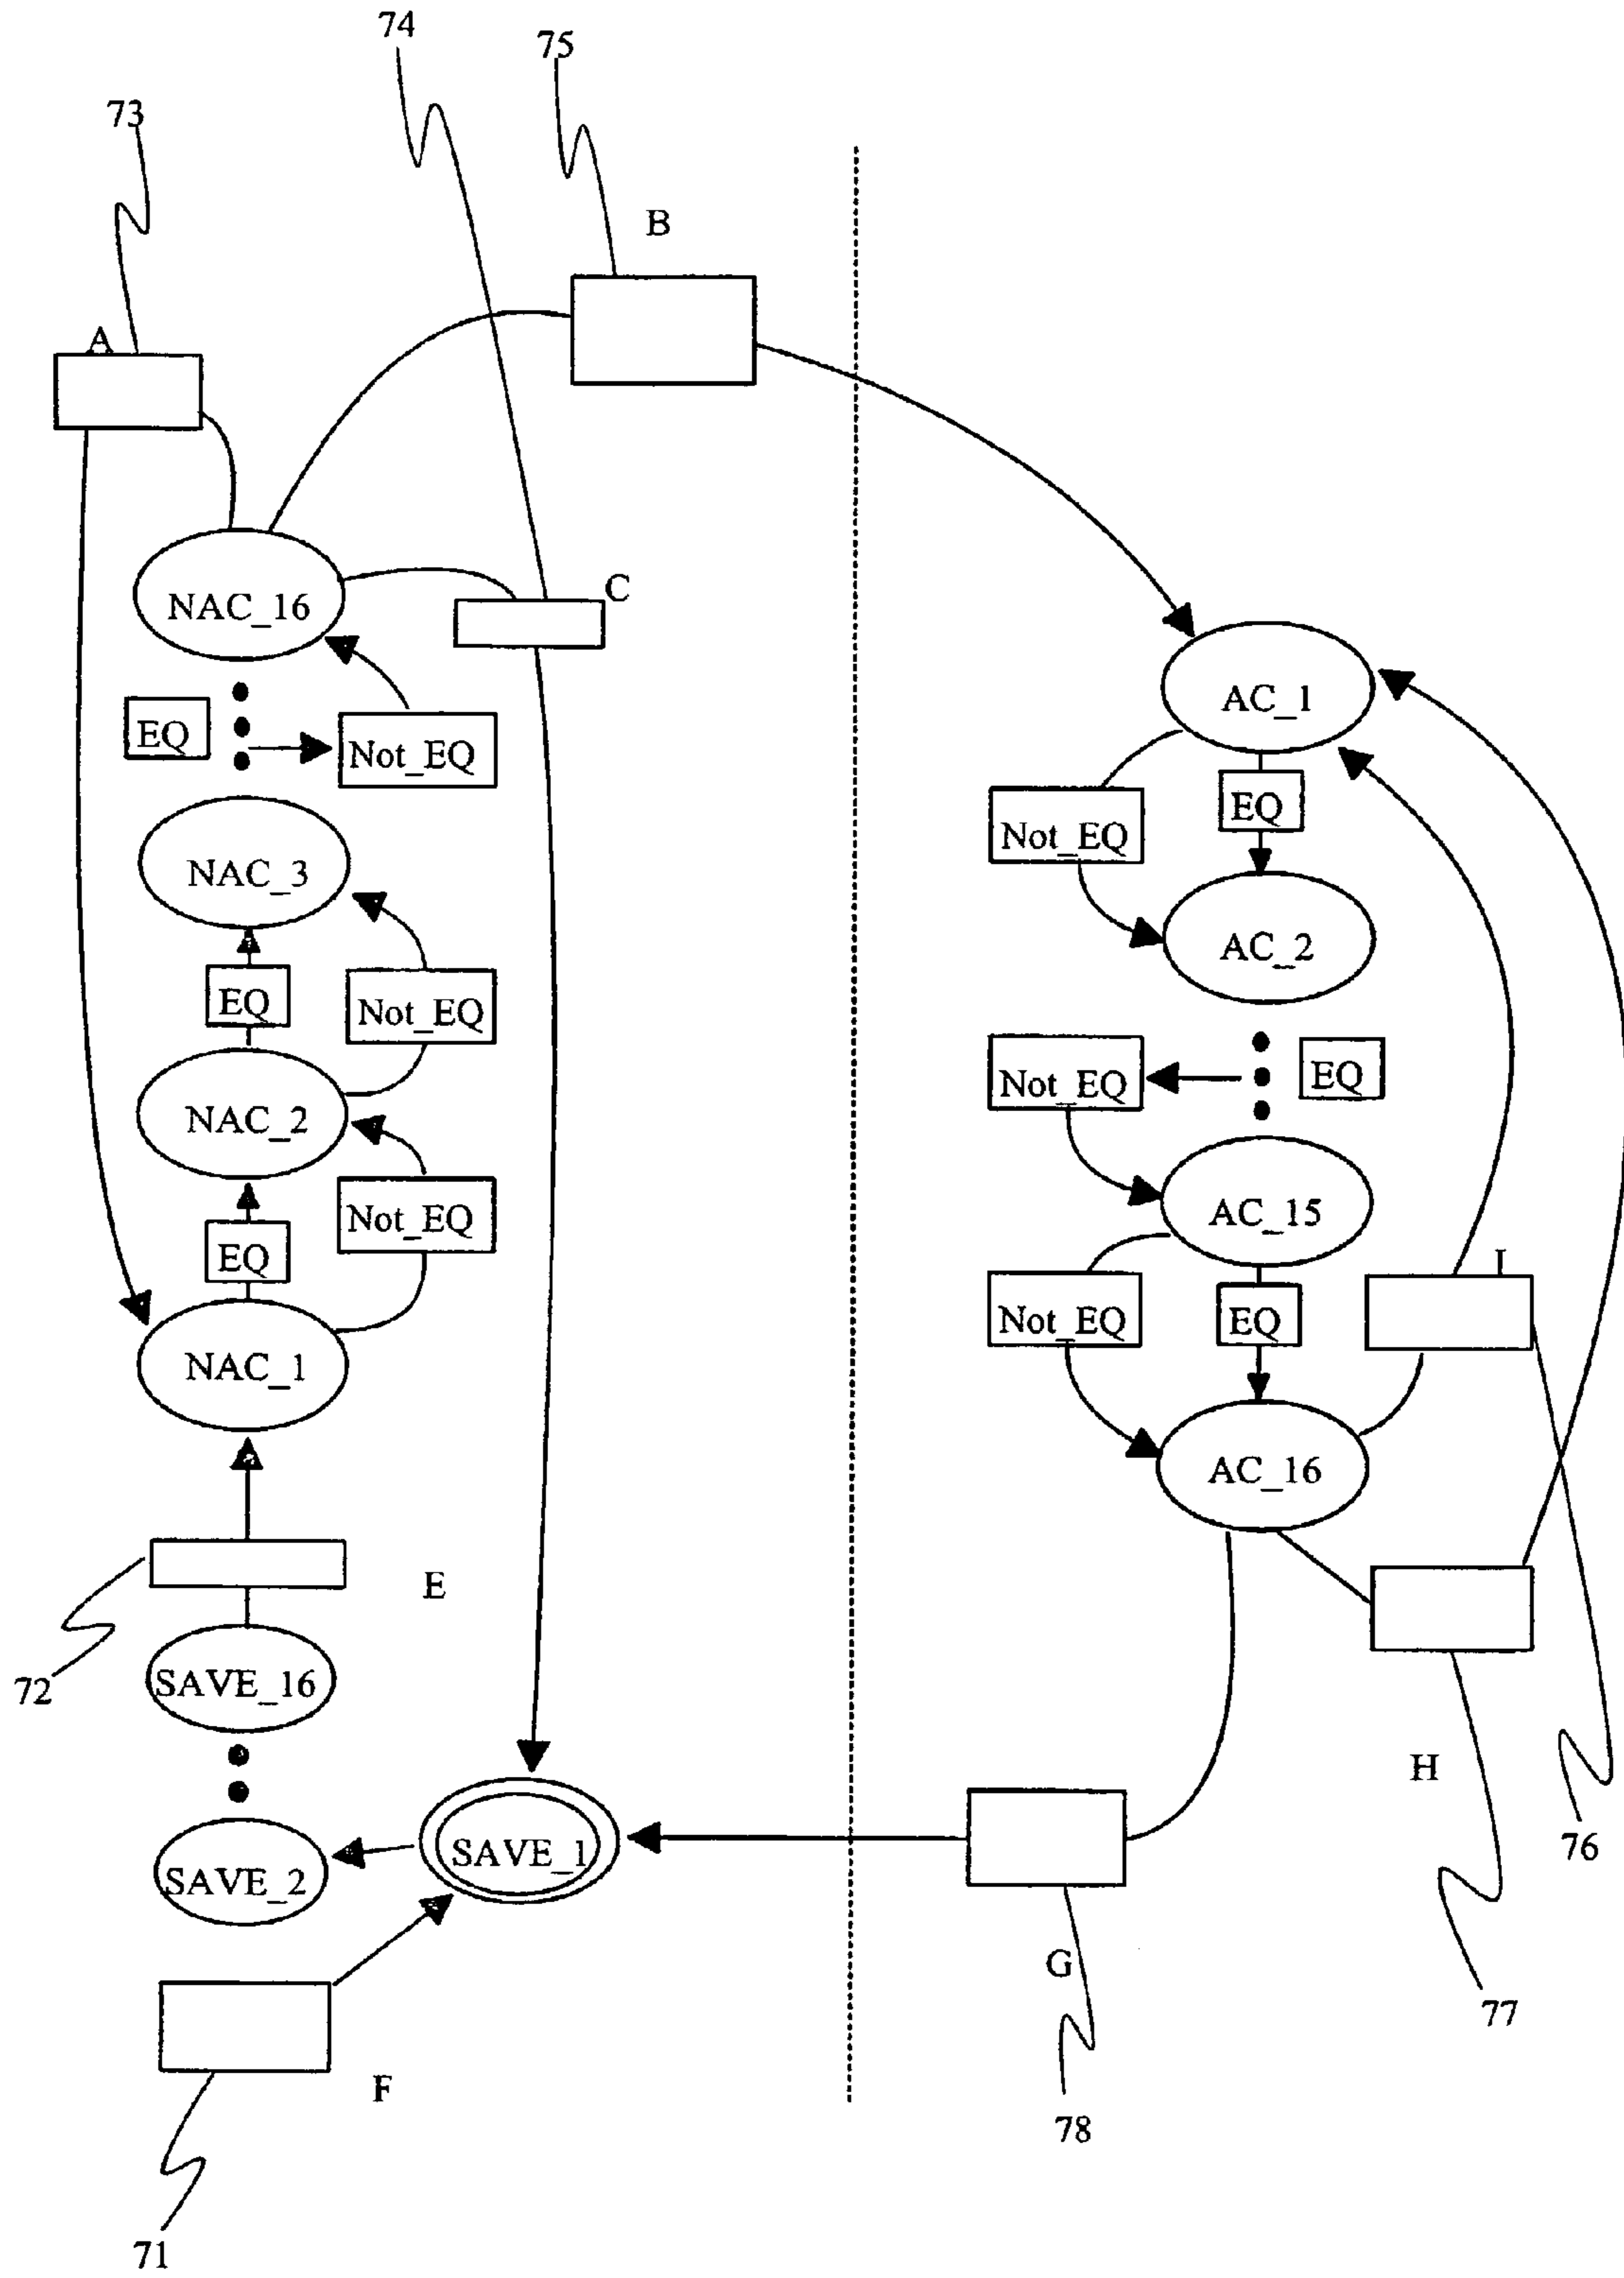 74
75
73
B
A
NAC_16
C
EQ
Not_EQ
NAC_3
EQ
Not_EQ
NAC_2
EQ
Not_EQ
NAC_1
E
72
SAVE_16
SAVE_2
SAVE_1
F
71
AC_1
Not_EQ
EQ
AC_2
Not_EQ
EQ
AC_15
I
Not_EQ
EQ
AC_16
H
76
G
77
78